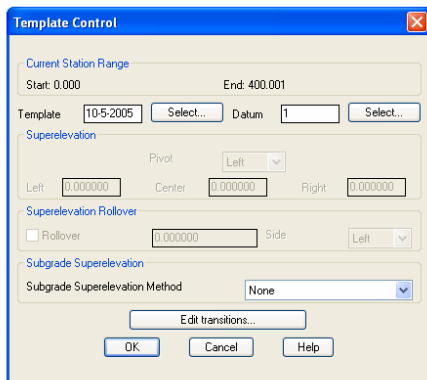 Template Control
Current Station Range
Start: 0.000 End: 400.001
Template 10-5-2005 Select... Datum 1 Select...
Superelevation
Pivot Left
Left 0.000000 Center 0.000000 Right 0.000000
Superelevation Rollover
Rollover 0.000000 Side Left
Subgrade Superelevation
Subgrade Superelevation Method None
Edit transitions...
OK Cancel Help